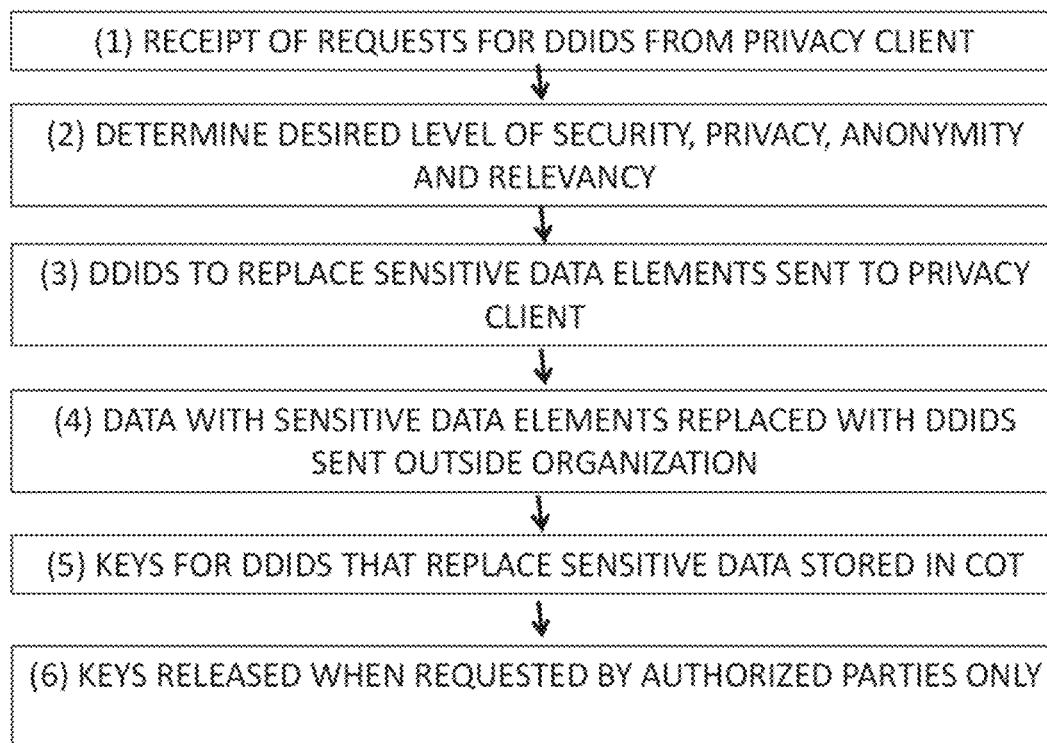 (1) RECEIPT OF REQUESTS FOR DDIDS FROM PRIVACY CLIENT
(2) DETERMINE DESIRED LEVEL OF SECURITY, PRIVACY, ANONYMITY
AND RELEVANCY
(3) DDIDS TO REPLACE SENSITIVE DATA ELEMENTS SENT TO PRIVACY
CLIENT
(4) DATA WITH SENSITIVE DATA ELEMENTS REPLACED WITH DDIDS
SENT OUTSIDE ORGANIZATION
(5) KEYS FOR DDIDS THAT REPLACE SENSITIVE DATA STORED IN COT
(6) KEYS RELEASED WHEN REQUESTED BY AUTHORIZED PARTIES ONLY